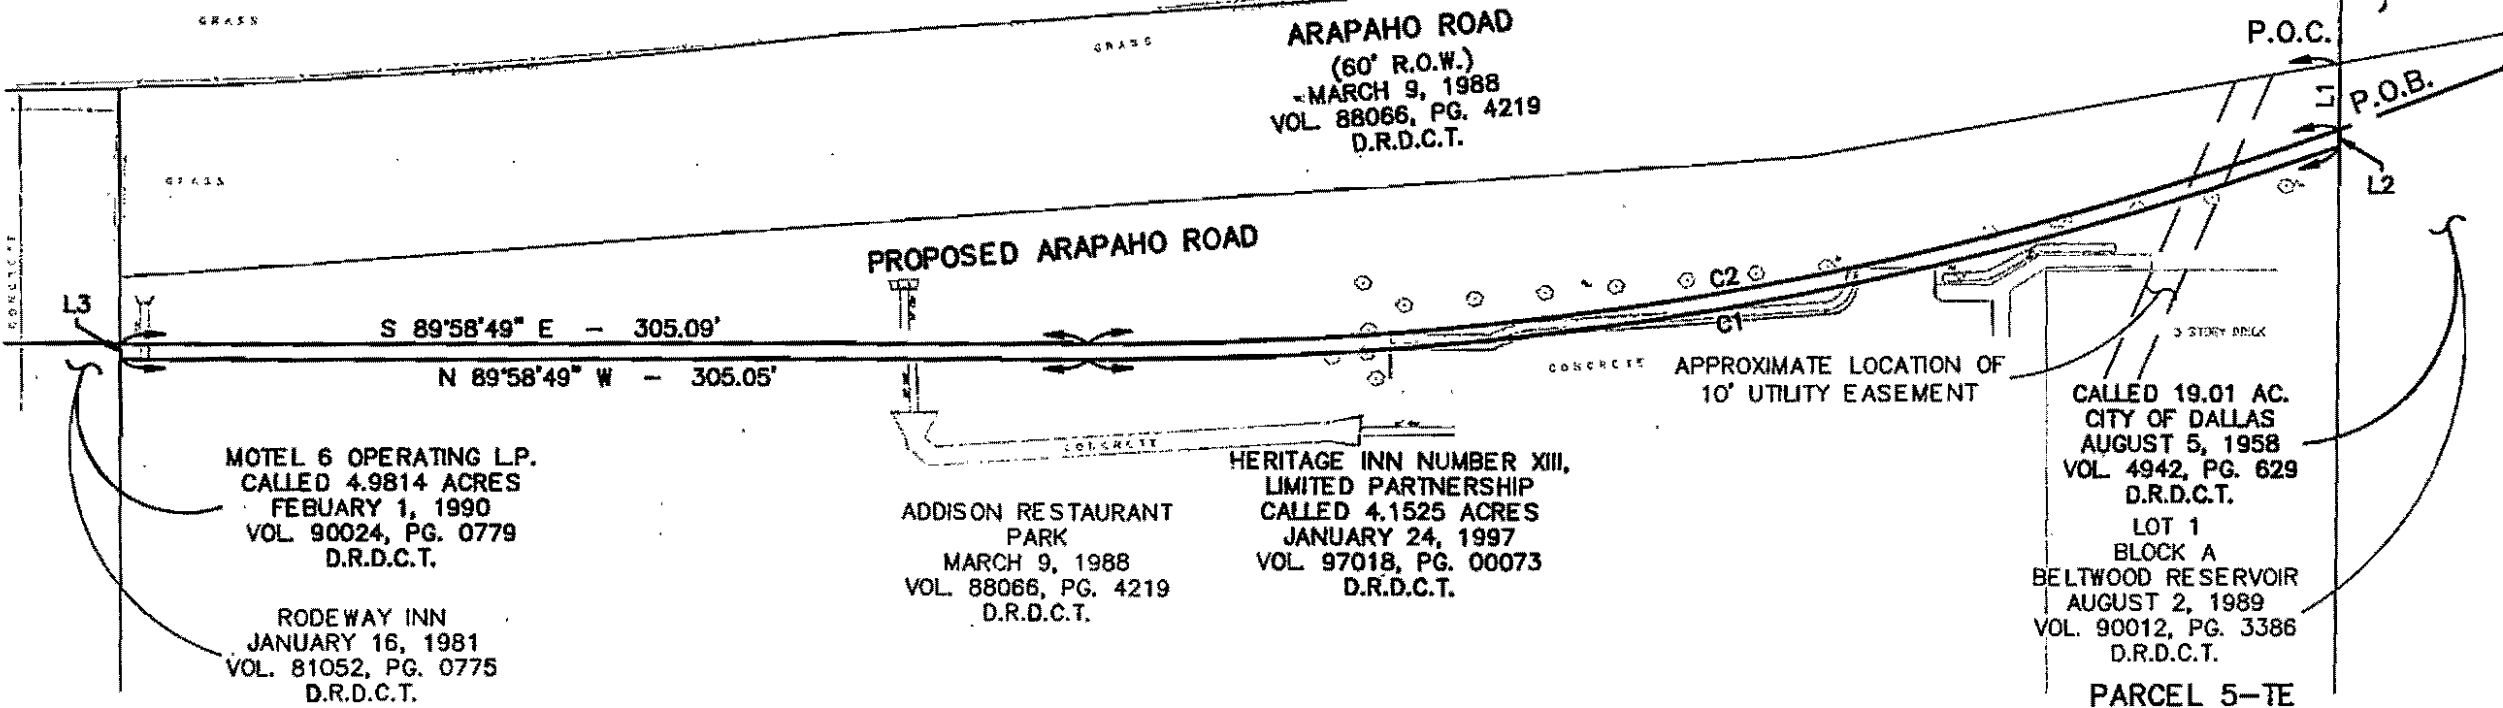 GRASS
GRASS
ARAPAHO ROAD
(60' R.O.W.)
MARCH 9, 1988
VOL. 88066, PG. 4219
D.R.D.C.T.
P.O.C.
L1
P.O.B.
L2
GRASS
CONCRETE
PROPOSED ARAPAHO ROAD
L3
S 89°58'49" E - 305.09'
N 89°58'49" W - 305.05'
C2
C1
CONCRETE
3 STORY BRICK
APPROXIMATE LOCATION OF
10' UTILITY EASEMENT
CONCRETE
MOTEL 6 OPERATING L.P.
CALLED 4.9814 ACRES
FEBUARY 1, 1990
VOL. 90024, PG. 0779
D.R.D.C.T.
RODEWAY INN
JANUARY 16, 1981
VOL. 81052, PG. 0775
D.R.D.C.T.
ADDISON RESTAURANT
PARK
MARCH 9, 1988
VOL. 88066, PG. 4219
D.R.D.C.T.
HERITAGE INN NUMBER XIII,
LIMITED PARTNERSHIP
CALLED 4.1525 ACRES
JANUARY 24, 1997
VOL. 97018, PG. 00073
D.R.D.C.T.
CALLED 19.01 AC.
CITY OF DALLAS
AUGUST 5, 1958
VOL. 4942, PG. 629
D.R.D.C.T.
LOT 1
BLOCK A
BELTWOOD RESERVOIR
AUGUST 2, 1989
VOL. 90012, PG. 3386
D.R.D.C.T.
PARCEL 5-TE